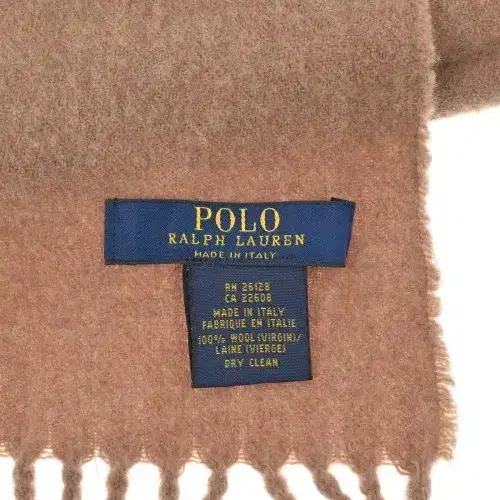 POLO
RALPH LAUREN
MADE IN ITALY
RN 26128
CA 22608
MADE IN ITALY
FABRIQUE EN ITALIE
100% WOOL (VIRGIN)/
LAINE (VIERGE)
DRY CLEAN